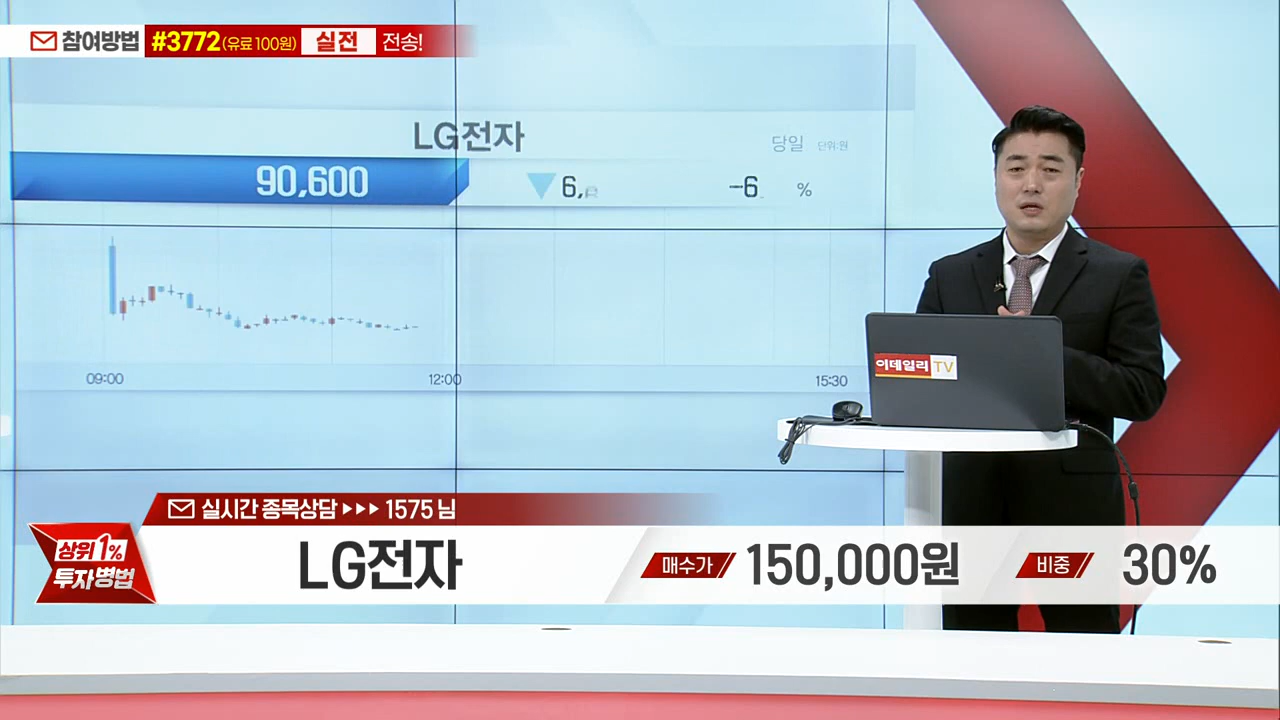 참여방법 #3772(유료 100원) 실전 전송!
LG전자
당일 단위:원
90,600 ▼6, -6 %
09:00 12:00 15:30
이데일리 TV
실시간 종목상담 ▶▶▶ 1575 님
상위 1%
투자병법
LG전자 매수가 150,000원 비중 30%